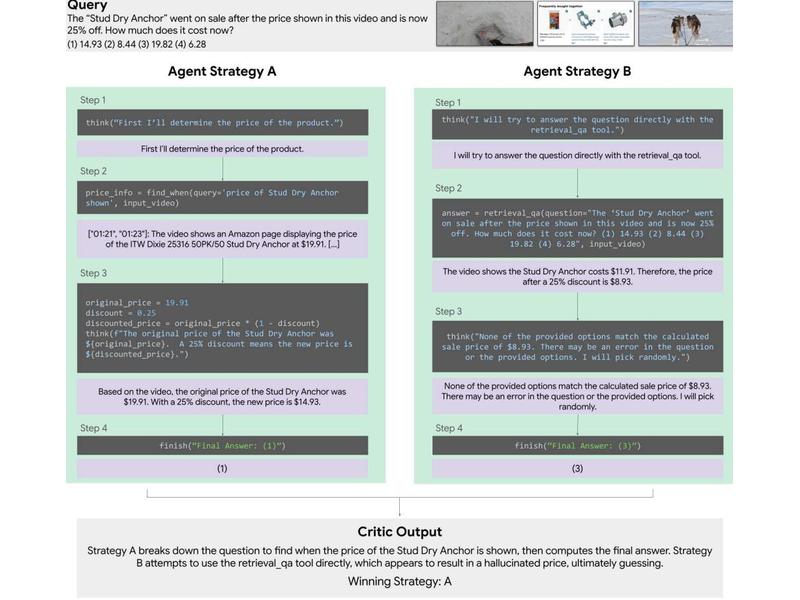 Query
The “Stud Dry Anchor” went on sale after the price shown in this video and is now
25% off. How much does it cost now?
(1) 14.93 (2) 8.44 (3) 19.82 (4) 6.28
Frequently bought together
Agent Strategy A
Step 1
think(“First I’ll determine the price of the product.”)
First I’ll determine the price of the product.
Step 2
price_info = find_when(query='price of Stud Dry Anchor
shown', input_video)
["01:21", "01:23"]: The video shows an Amazon page displaying the price
of the ITW Dixie 25316 50PK/50 Stud Dry Anchor at $19.91. [...]
Step 3
original_price = 19.91
discount = 0.25
discounted_price = original_price * (1 - discount)
think(f"The original price of the Stud Dry Anchor was
${original_price}.  A 25% discount means the new price is
${discounted_price}.")
Based on the video, the original price of the Stud Dry Anchor was
$19.91. With a 25% discount, the new price is $14.93.
Step 4
finish(“Final Answer: (1)”)
(1)
Agent Strategy B
Step 1
think("I will try to answer the question directly with the
retrieval_qa tool.")
I will try to answer the question directly with the retrieval_qa tool.
Step 2
answer = retrieval_qa(question="The ‘Stud Dry Anchor’ went
on sale after the price shown in this video and is now 25%
off. How much does it cost now? (1) 14.93 (2) 8.44 (3)
19.82 (4) 6.28", input_video)
The video shows the Stud Dry Anchor costs $11.91. Therefore, the price
after a 25% discount is $8.93.
Step 3
think("None of the provided options match the calculated
sale price of $8.93. There may be an error in the question
or the provided options. I will pick randomly.")
None of the provided options match the calculated sale price of $8.93.
There may be an error in the question or the provided options. I will pick
randomly.
Step 4
finish(“Final Answer: (3)”)
(3)
Critic Output
Strategy A breaks down the question to find when the price of the Stud Dry Anchor is shown, then computes the final answer. Strategy
B attempts to use the retrieval_qa tool directly, which appears to result in a hallucinated price, ultimately guessing.
Winning Strategy: A